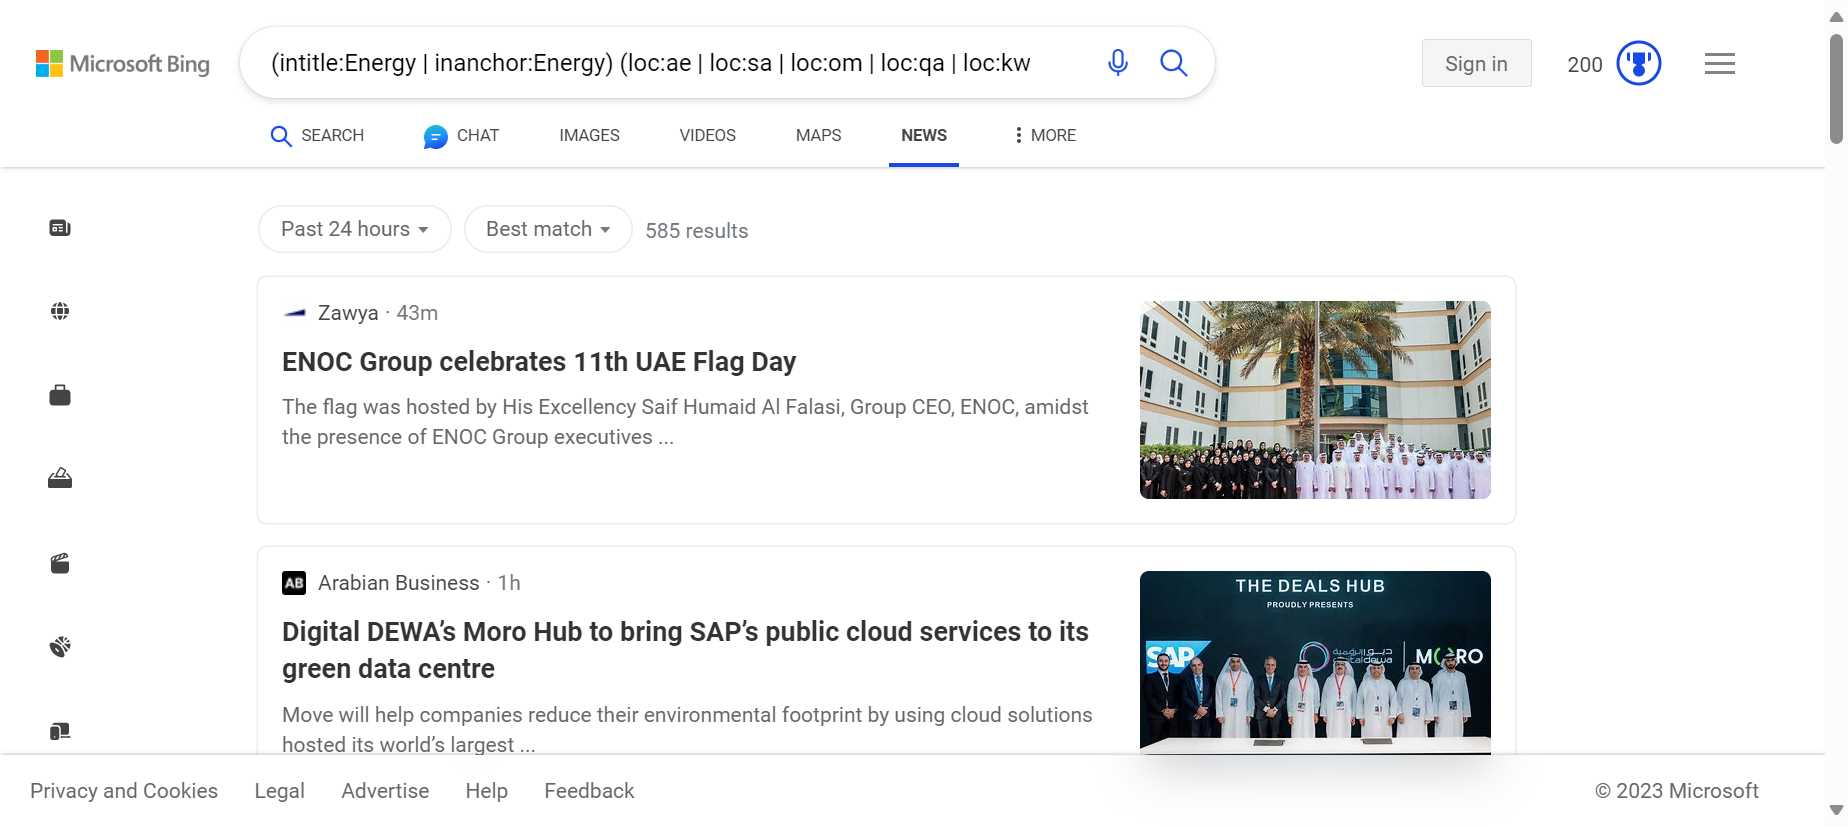 Microsoft Bing
(intitle:Energy | inanchor:Energy) (loc:ae | loc:sa | loc:om | loc:qa | loc:kw
Sign in
200
SEARCH
CHAT
IMAGES
VIDEOS
MAPS
NEWS
MORE
Past 24 hours
Best match
585 results
Zawya · 43m
ENOC Group celebrates 11th UAE Flag Day
The flag was hosted by His Excellency Saif Humaid Al Falasi, Group CEO, ENOC, amidst
the presence of ENOC Group executives ...
AB Arabian Business · 1h
Digital DEWA’s Moro Hub to bring SAP’s public cloud services to its
green data centre
Move will help companies reduce their environmental footprint by using cloud solutions
hosted its world’s largest ...
THE DEALS HUB
PROUDLY PRESENTS
SAP
ديوا الرقمية
digitaldewa
MORO
Privacy and Cookies
Legal
Advertise
Help
Feedback
© 2023 Microsoft